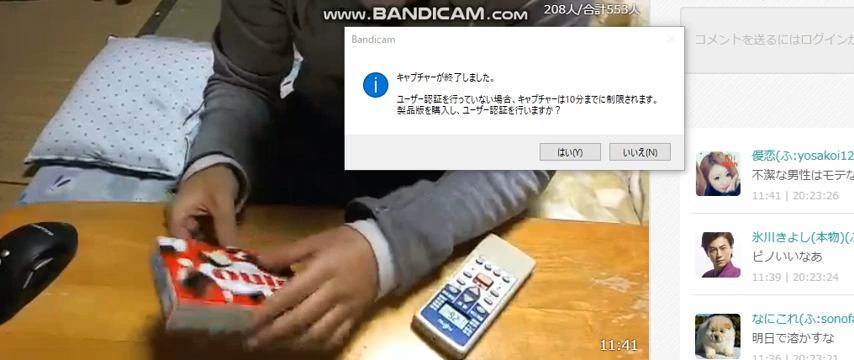 www.BANDICAM.com
208人/合計553人
Bandicam
キャプチャーが終了しました。
ユーザー認証を行っていない場合、キャプチャーは10分までに制限されます。
製品版を購入し、ユーザー認証を行いますか？
はい(Y)
いいえ(N)
11:41
コメントを送るにはログインが
優恋(ふ:yosakoi12
不潔な男性はモテな
11:41 | 20:23:26
氷川きよし(本物)(ふ
ピノいいなあ
11:39 | 20:23:24
なにこれ(ふ:sonofa
明日で溶かすな
11:36 | 20:23:21